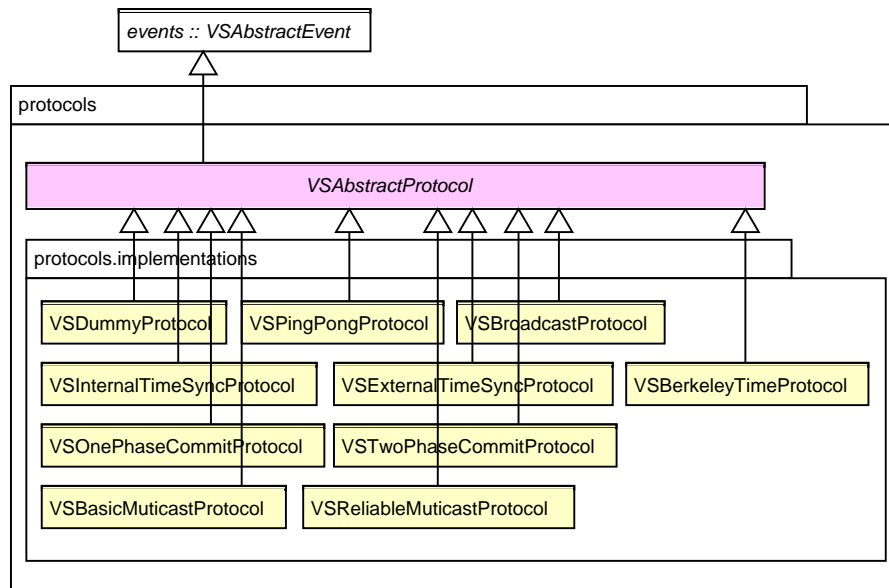 events :: VSAbstractEvent
protocols
VSAbstractProtocol
protocols.implementations
VSDummyProtocol
VSPingPongProtocol
VSBroadcastProtocol
VSInternalTimeSyncProtocol
VSExternalTimeSyncProtocol
VSBerkeleyTimeProtocol
VSOnePhaseCommitProtocol
VSTwoPhaseCommitProtocol
VSBasicMuticastProtocol
VSReliableMuticastProtocol